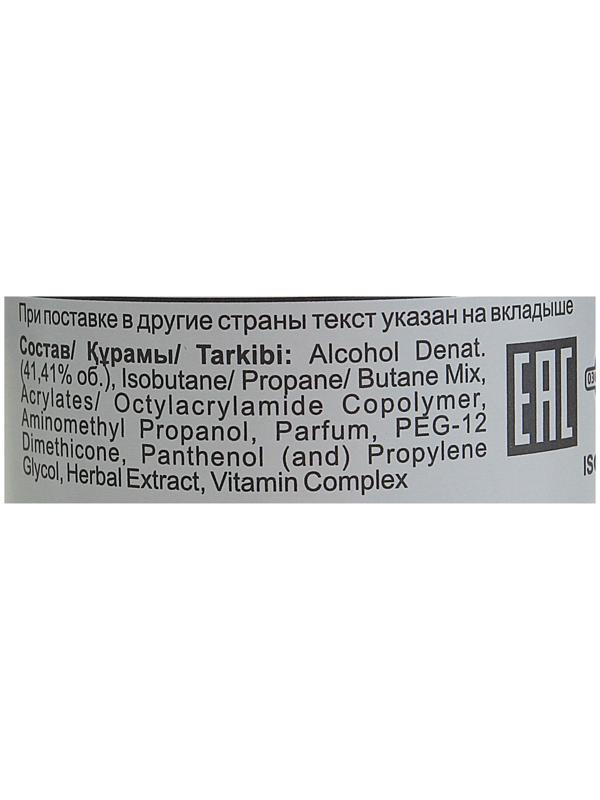 При поставке в другие страны текст указан на вкладыше
Состав/ Құрамы/ Tarkibi: Alcohol Denat.
(41,41% об.), Isobutane/ Propane/ Butane Mix,
Acrylates/ Octylacrylamide Copolymer,
Aminomethyl Propanol, Parfum, PEG-12
Dimethicone, Panthenol (and) Propylene
Glycol, Herbal Extract, Vitamin Complex
EAC